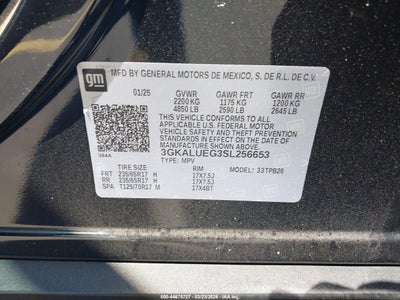 gm
MFD BY GENERAL MOTORS DE MEXICO, S. DE R.L. DE C.V.
01/25 GVWR GAWR FRT GAWR RR
2200 KG 1175 KG 1200 KG
4850 LB 2590 LB 2645 LB
THIS VEHICLE CONFORMS TO ALL
APPLICABLE U.S. FEDERAL MOTOR
VEHICLE SAFETY, BUMPER, AND
THEFT PREVENTION STANDARDS IN
EFFECT ON THE DATE OF
MANUFACTURE SHOWN ABOVE.
3GKALUEG3SL256653
TYPE: MPV
TIRE SIZE RIM 33TPB26
FRT 235/65R17 H 17X7.5J
RR 235/65R17 H 17X7.5J
SPA T125/70R17 M 17X4BT